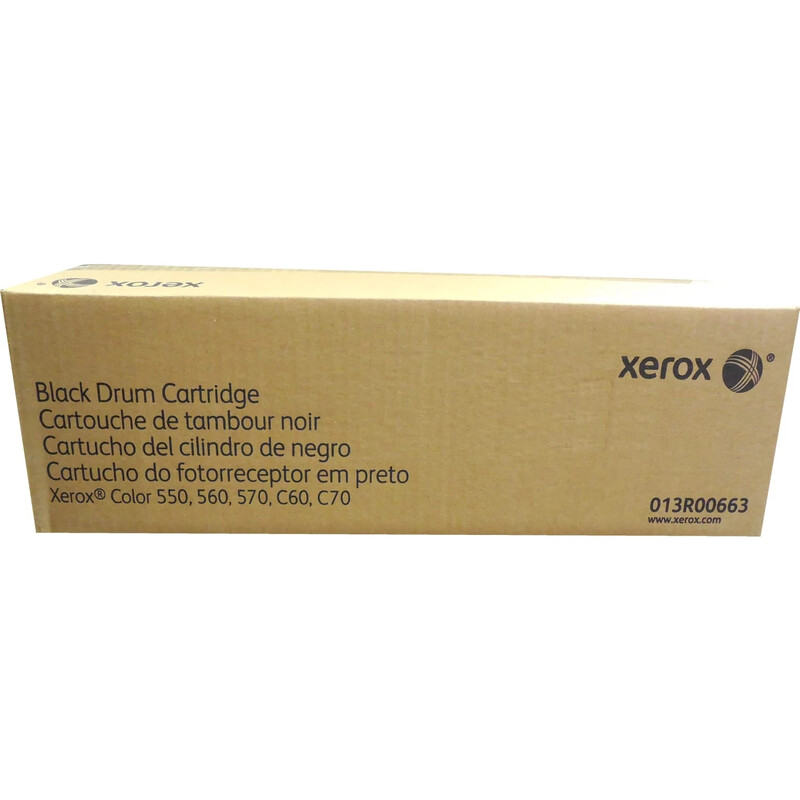 xerox
xerox®
Black Drum Cartridge
Cartouche de tambour noir
Cartucho del cilindro de negro
Cartucho do fotorreceptor em preto
Xerox® Color 550, 560, 570, C60, C70
013R00663
www.xerox.com